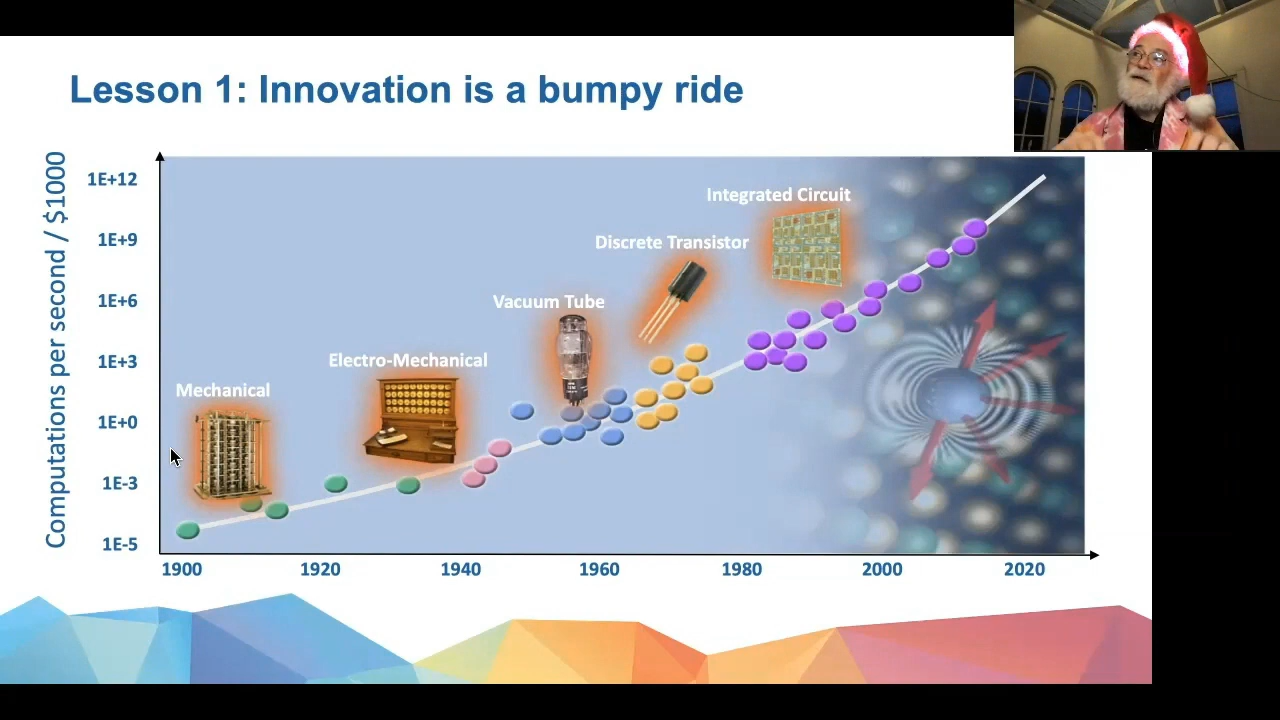 Lesson 1: Innovation is a bumpy ride
Computations per second / $1000
1E+12
1E+9
1E+6
1E+3
1E+0
1E-3
1E-5
Mechanical
Electro-Mechanical
Vacuum Tube
Discrete Transistor
Integrated Circuit
1900
1920
1940
1960
1980
2000
2020